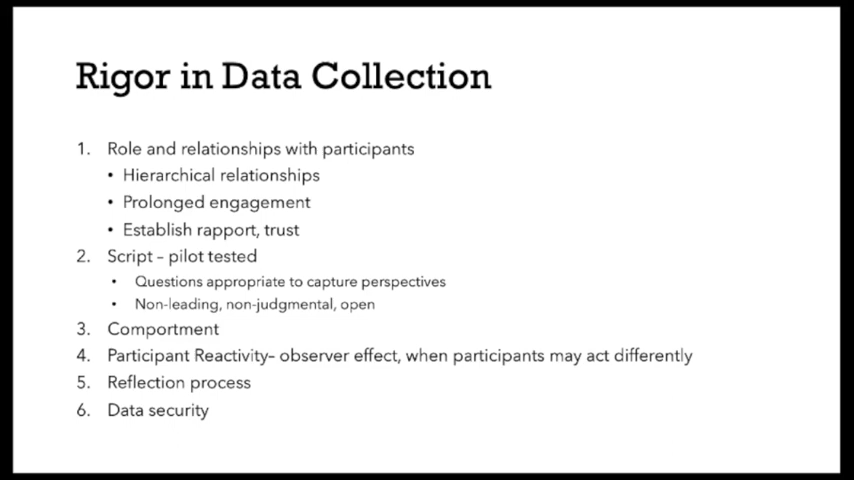 Rigor in Data Collection
1. Role and relationships with participants
• Hierarchical relationships
• Prolonged engagement
• Establish rapport, trust
2. Script – pilot tested
• Questions appropriate to capture perspectives
• Non-leading, non-judgmental, open
3. Comportment
4. Participant Reactivity– observer effect, when participants may act differently
5. Reflection process
6. Data security